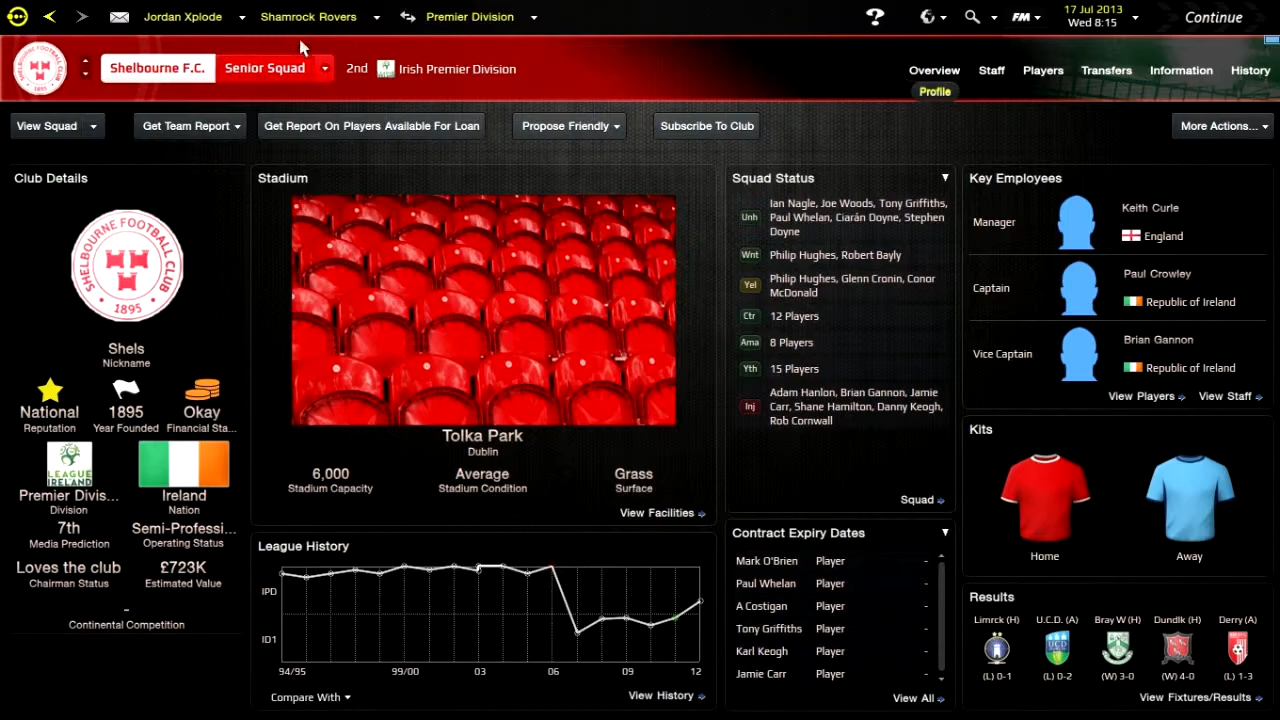 Jordan Xplode
Shamrock Rovers
Premier Division
?
FM
17 Jul 2013
Wed 8:15
Continue
Shelbourne F.C.
Senior Squad
2nd
Irish Premier Division
Overview
Staff
Players
Transfers
Information
History
Profile
View Squad
Get Team Report
Get Report On Players Available For Loan
Propose Friendly
Subscribe To Club
More Actions...
Club Details
SHELBOURNE FOOTBALL CLUB
1895
Shels
Nickname
National
Reputation
1895
Year Founded
Okay
Financial Sta...
LEAGUE
IRELAND
Premier Divis...
Division
Ireland
Nation
7th
Media Prediction
Semi-Professi...
Operating Status
Loves the club
Chairman Status
£723K
Estimated Value
-
Continental Competition
Stadium
Tolka Park
Dublin
6,000
Stadium Capacity
Average
Stadium Condition
Grass
Surface
View Facilities
League History
IPD
ID1
94/95
99/00
03
06
09
12
Compare With
View History
Squad Status
Unh
Ian Nagle, Joe Woods, Tony Griffiths,
Paul Whelan, Ciarán Doyne, Stephen
Doyne
Wnt
Philip Hughes, Robert Bayly
Yel
Philip Hughes, Glenn Cronin, Conor
McDonald
Ctr
12 Players
Ama
8 Players
Yth
15 Players
Inj
Adam Hanlon, Brian Gannon, Jamie
Carr, Shane Hamilton, Danny Keogh,
Rob Cornwall
Squad
Contract Expiry Dates
Mark O'Brien Player -
Paul Whelan Player -
A Costigan Player -
Tony Griffiths Player -
Karl Keogh Player -
Jamie Carr Player -
View All
Key Employees
Manager
Keith Curle
England
Captain
Paul Crowley
Republic of Ireland
Vice Captain
Brian Gannon
Republic of Ireland
View Players
View Staff
Kits
Home
Away
Results
Limrck (H)
U.C.D. (A)
Bray W (H)
Dundlk (H)
Derry (A)
UCD
(L) 0-1
(L) 0-2
(W) 3-0
(W) 4-0
(L) 1-3
View Fixtures/Results